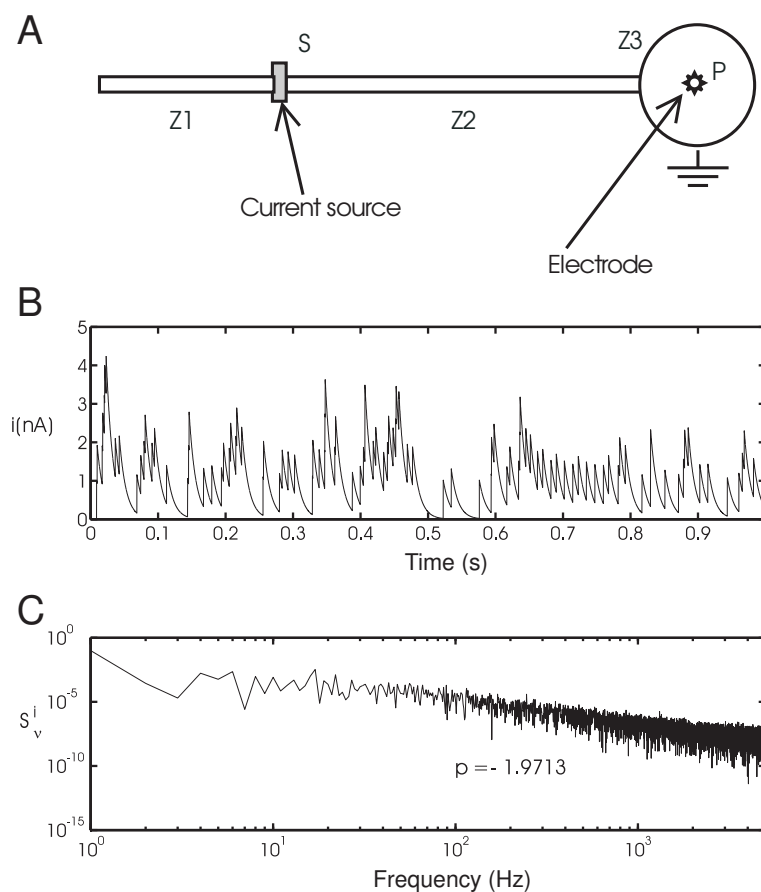 A
S
Z3
P
Z1
Z2
Current source
Electrode
B
5
4
3
2
1
0
i(nA)
0 0.1 0.2 0.3 0.4 0.5 0.6 0.7 0.8 0.9
Time (s)
C
10^0
10^-5
10^-10
10^-15
S_ν^i
p = - 1.9713
10^0 10^1 10^2 10^3
Frequency (Hz)